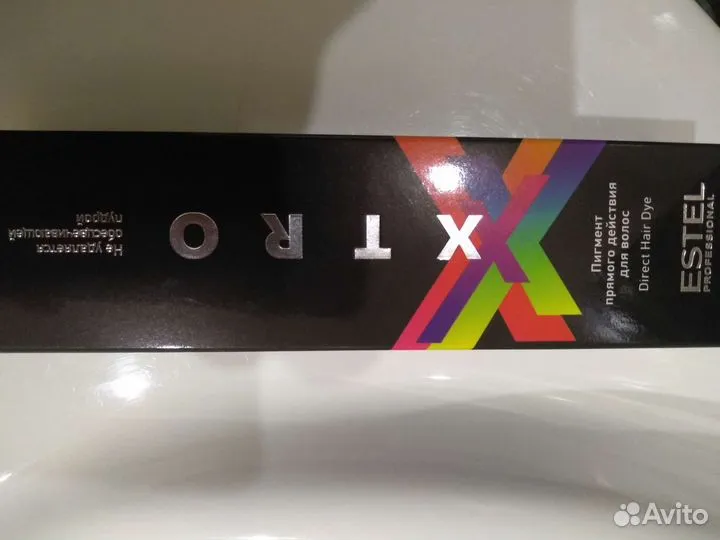 ESTEL
PROFESSIONAL
Пигмент
прямого действия
для волос
Direct Hair Dye
X
T
R
O
Не удаляется
обесцвечивающей
пудрой
Avito